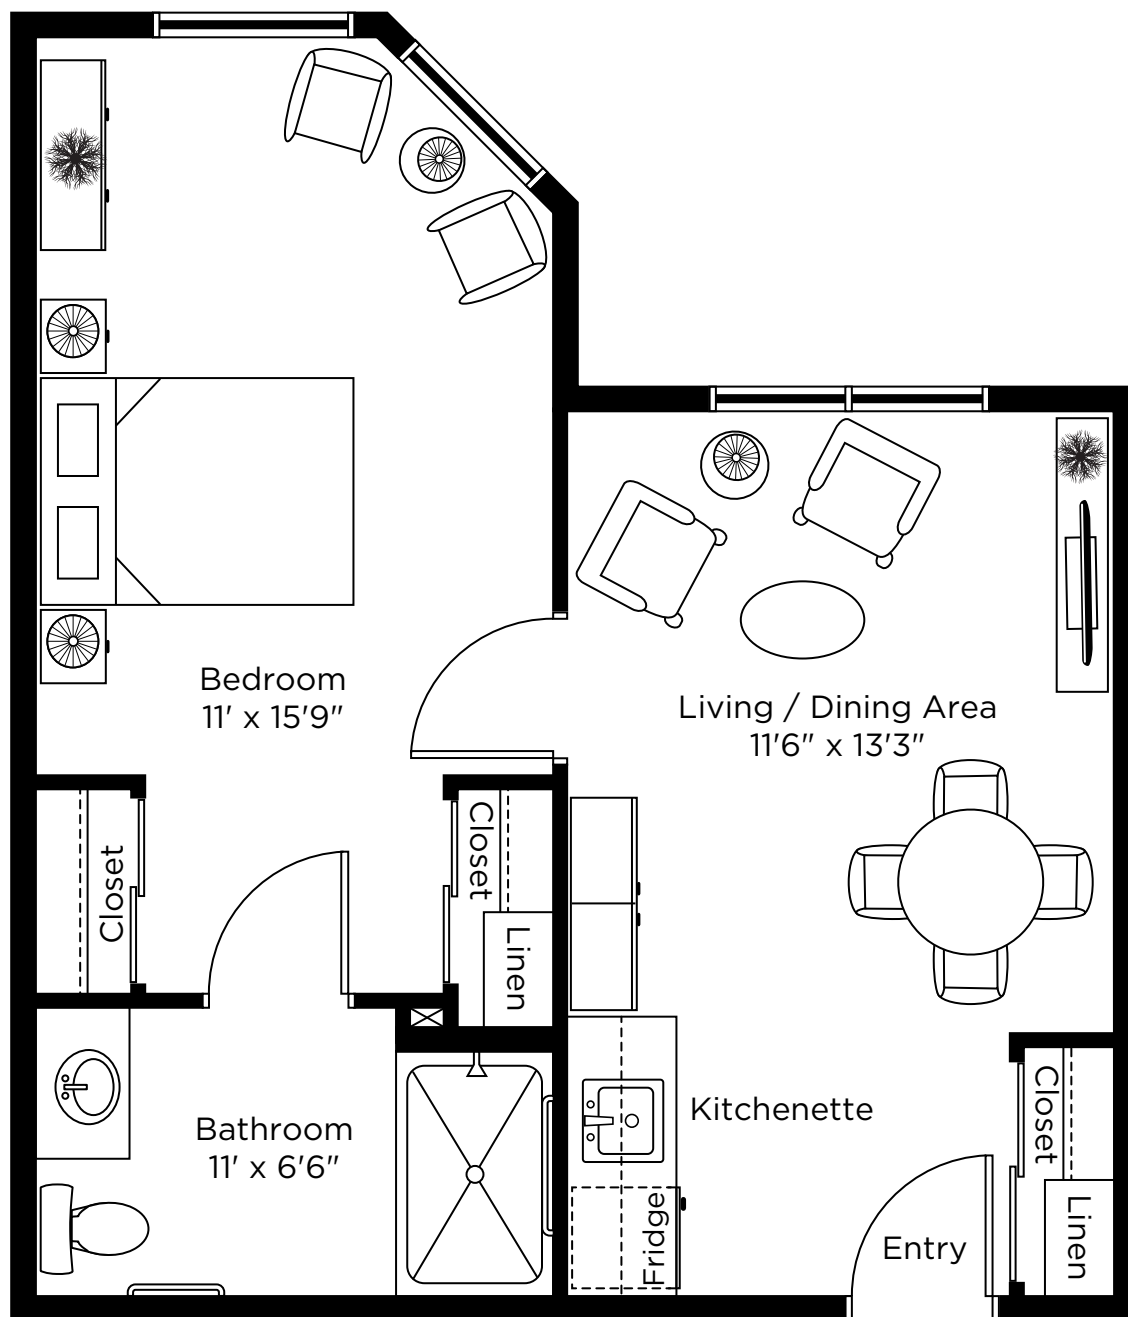 Bedroom
11' x 15'9"
Living / Dining Area
11'6" x 13'3"
Closet
Closet
Linen
Kitchenette
Closet
Bathroom
11' x 6'6"
Fridge
Entry
Linen